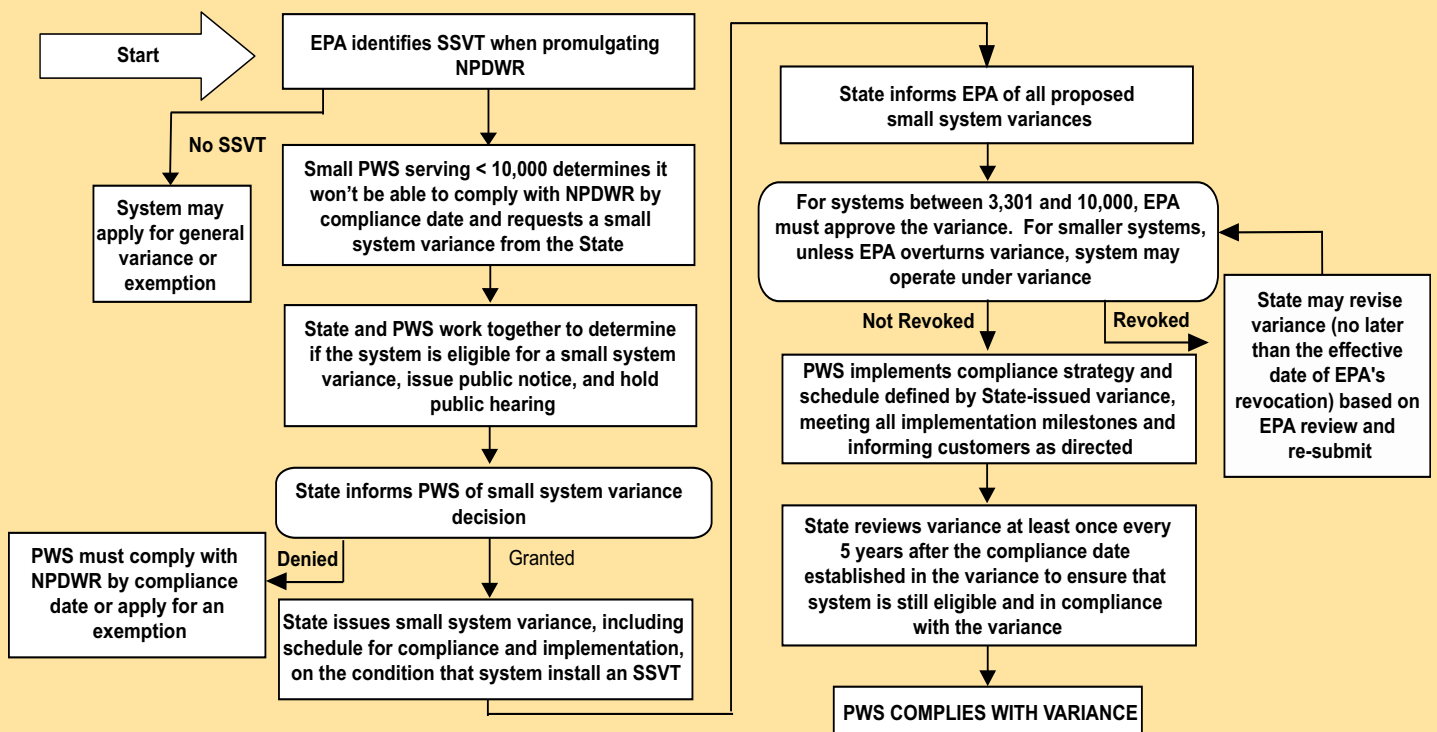 Start
EPA identifies SSVT when promulgating
NPDWR
No SSVT
System may
apply for general
variance or
exemption
Small PWS serving < 10,000 determines it
won't be able to comply with NPDWR by
compliance date and requests a small
system variance from the State
State and PWS work together to determine
if the system is eligible for a small system
variance, issue public notice, and hold
public hearing
State informs PWS of small system variance
decision
Denied
Granted
PWS must comply with
NPDWR by compliance
date or apply for an
exemption
State issues small system variance, including
schedule for compliance and implementation,
on the condition that system install an SSVT
State informs EPA of all proposed
small system variances
For systems between 3,301 and 10,000, EPA
must approve the variance. For smaller systems,
unless EPA overturns variance, system may
operate under variance
Not Revoked
Revoked
State may revise
variance (no later
than the effective
date of EPA's
revocation) based on
EPA review and
re-submit
PWS implements compliance strategy and
schedule defined by State-issued variance,
meeting all implementation milestones and
informing customers as directed
State reviews variance at least once every
5 years after the compliance date
established in the variance to ensure that
system is still eligible and in compliance
with the variance
PWS COMPLIES WITH VARIANCE